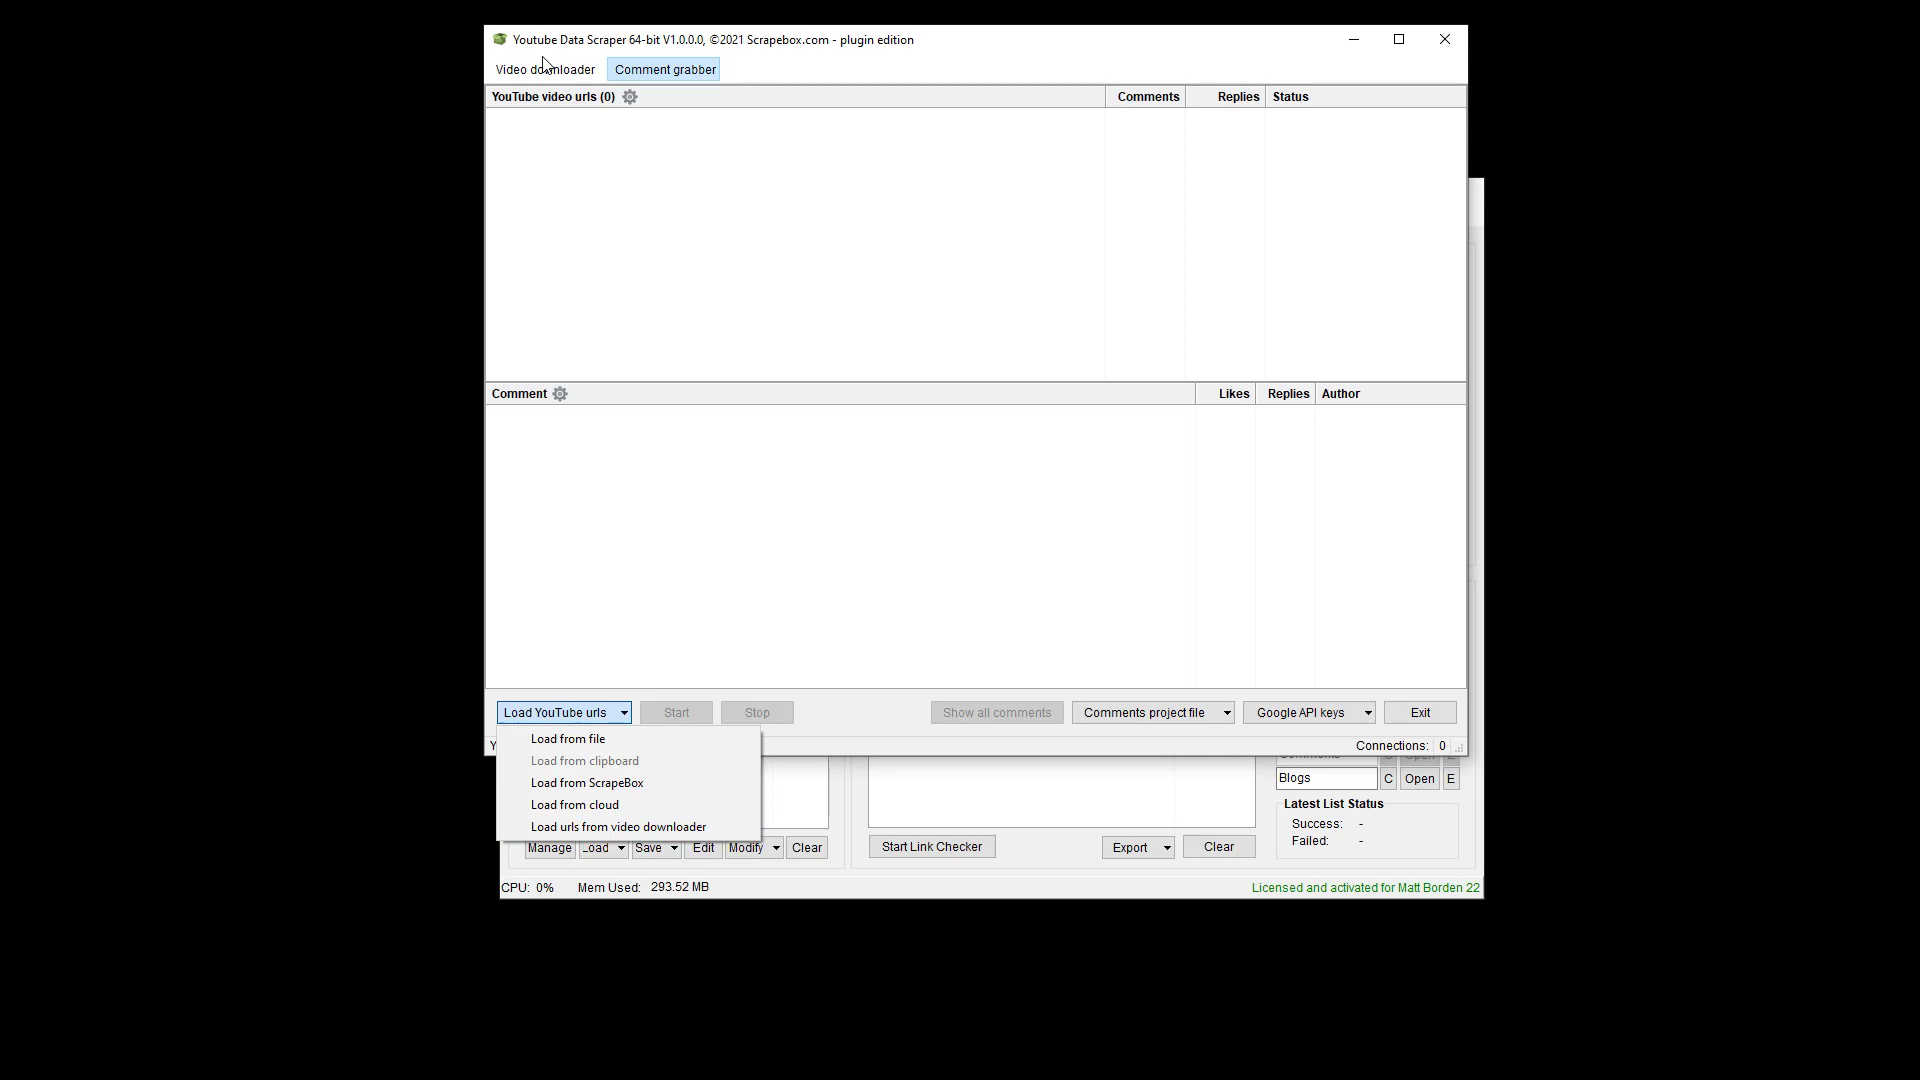 Youtube Data Scraper 64-bit V1.0.0.0, ©2021 Scrapebox.com - plugin edition
Video downloader Comment grabber
YouTube video urls (0) Comments Replies Status
Comment Likes Replies Author
Load YouTube urls Start Stop Show all comments Comments project file Google API keys Exit
Load from file
Load from clipboard
Load from ScrapeBox
Load from cloud
Load urls from video downloader
Y Connections: 0
Blogs C Open E
Latest List Status
Success: -
Failed: -
Manage Load Save Edit Modify Clear Start Link Checker Export Clear
CPU: 0% Mem Used: 293.52 MB Licensed and activated for Matt Borden 22